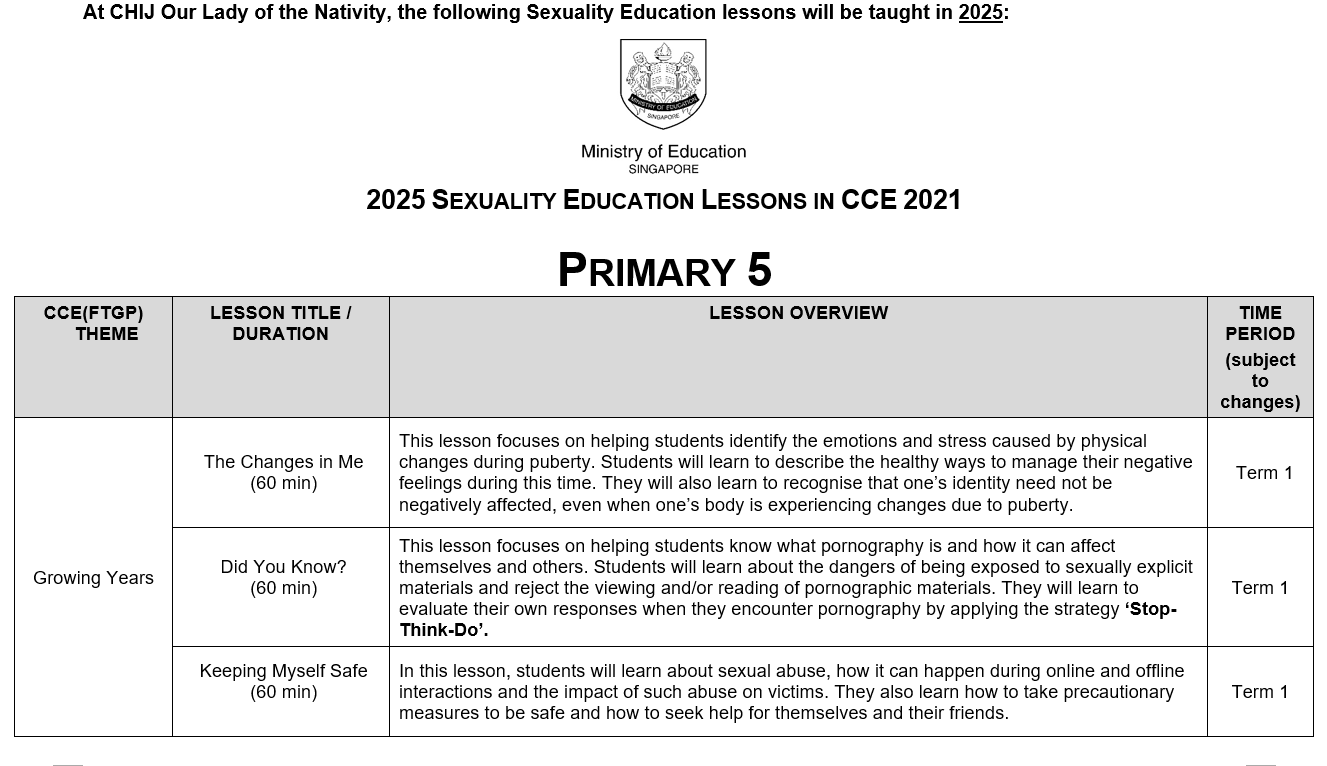 At CHIJ Our Lady of the Nativity, the following Sexuality Education lessons will be taught in 2025:
MINISTRY OF EDUCATION
SINGAPORE
Ministry of Education
SINGAPORE
2025 SEXUALITY EDUCATION LESSONS IN CCE 2021
PRIMARY 5
CCE(FTGP)
THEME
LESSON TITLE /
DURATION
LESSON OVERVIEW
TIME
PERIOD
(subject
to
changes)
Growing Years
The Changes in Me
(60 min)
This lesson focuses on helping students identify the emotions and stress caused by physical
changes during puberty. Students will learn to describe the healthy ways to manage their negative
feelings during this time. They will also learn to recognise that one’s identity need not be
negatively affected, even when one’s body is experiencing changes due to puberty.
Term 1
Did You Know?
(60 min)
This lesson focuses on helping students know what pornography is and how it can affect
themselves and others. Students will learn about the dangers of being exposed to sexually explicit
materials and reject the viewing and/or reading of pornographic materials. They will learn to
evaluate their own responses when they encounter pornography by applying the strategy ‘Stop-
Think-Do’.
Term 1
Keeping Myself Safe
(60 min)
In this lesson, students will learn about sexual abuse, how it can happen during online and offline
interactions and the impact of such abuse on victims. They also learn how to take precautionary
measures to be safe and how to seek help for themselves and their friends.
Term 1